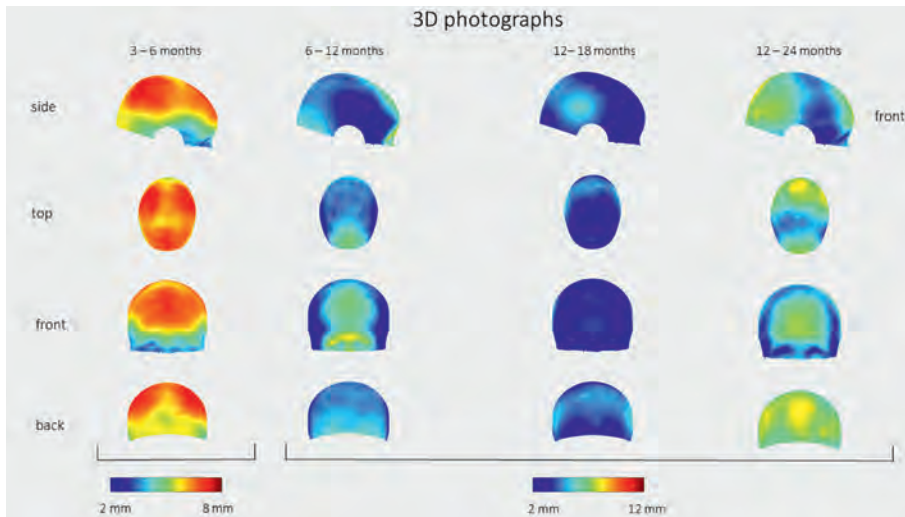 3D photographs
3–6 months
6–12 months
12–18 months
12–24 months
side
front
top
front
back
2 mm
8 mm
2 mm
12 mm